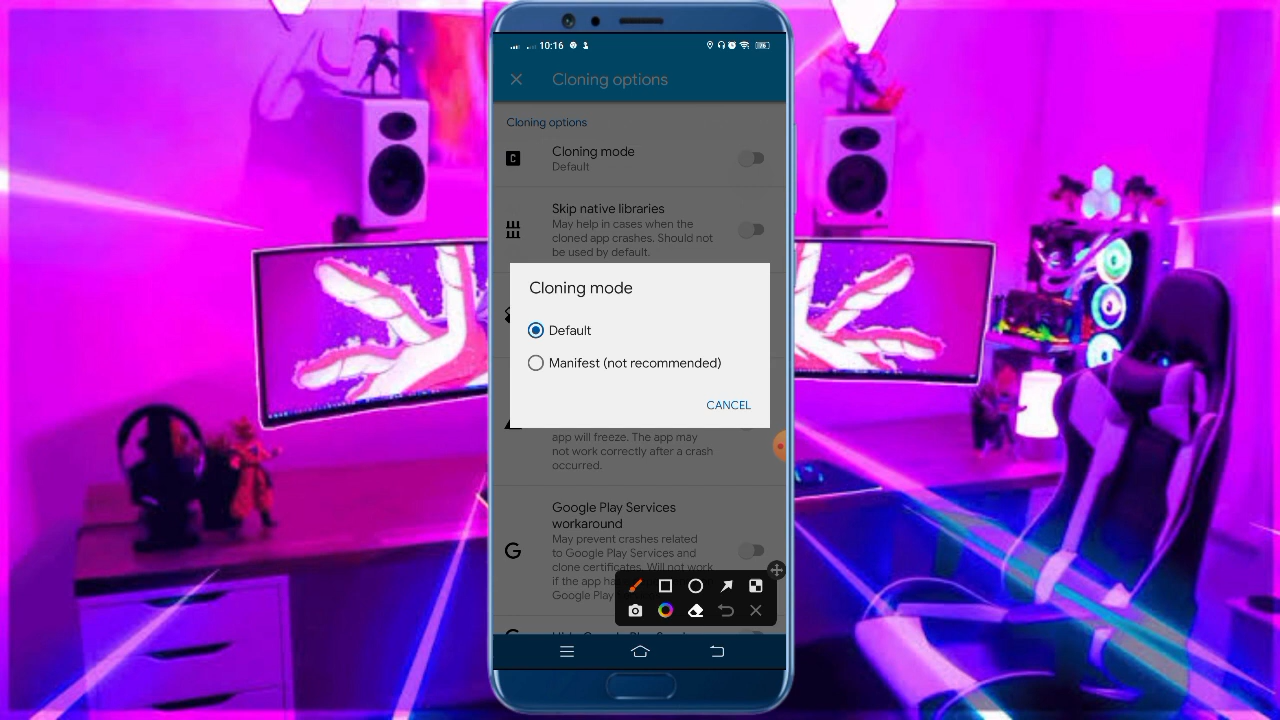 10:16
Cloning options
Cloning options
Cloning mode
Default
Skip native libraries
May help in cases when the
cloned app crashes. Should not
be used by default.
Cloning mode
Default
Manifest (not recommended)
CANCEL
app will freeze. The app may
not work correctly after a crash
occurred.
Google Play Services
workaround
May prevent crashes related
to Google Play Services and
clone certificates. Will not work
if the app ha
Google Play